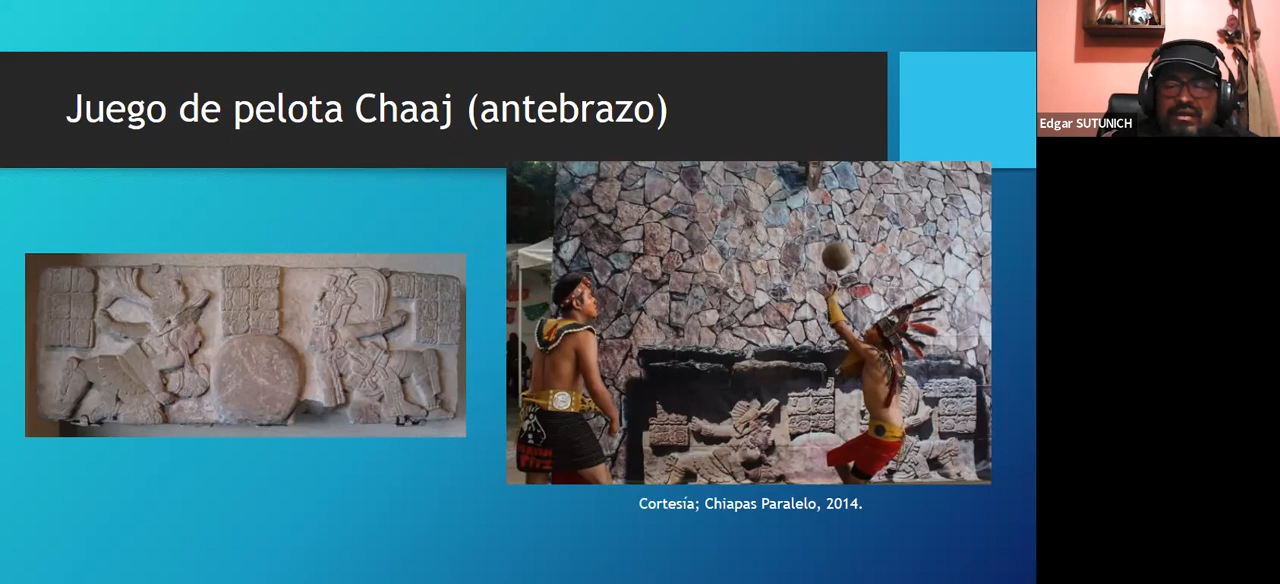 Juego de pelota Chaaj (antebrazo)
Edgar SUTUNICH
Cortesía; Chiapas Paralelo, 2014.